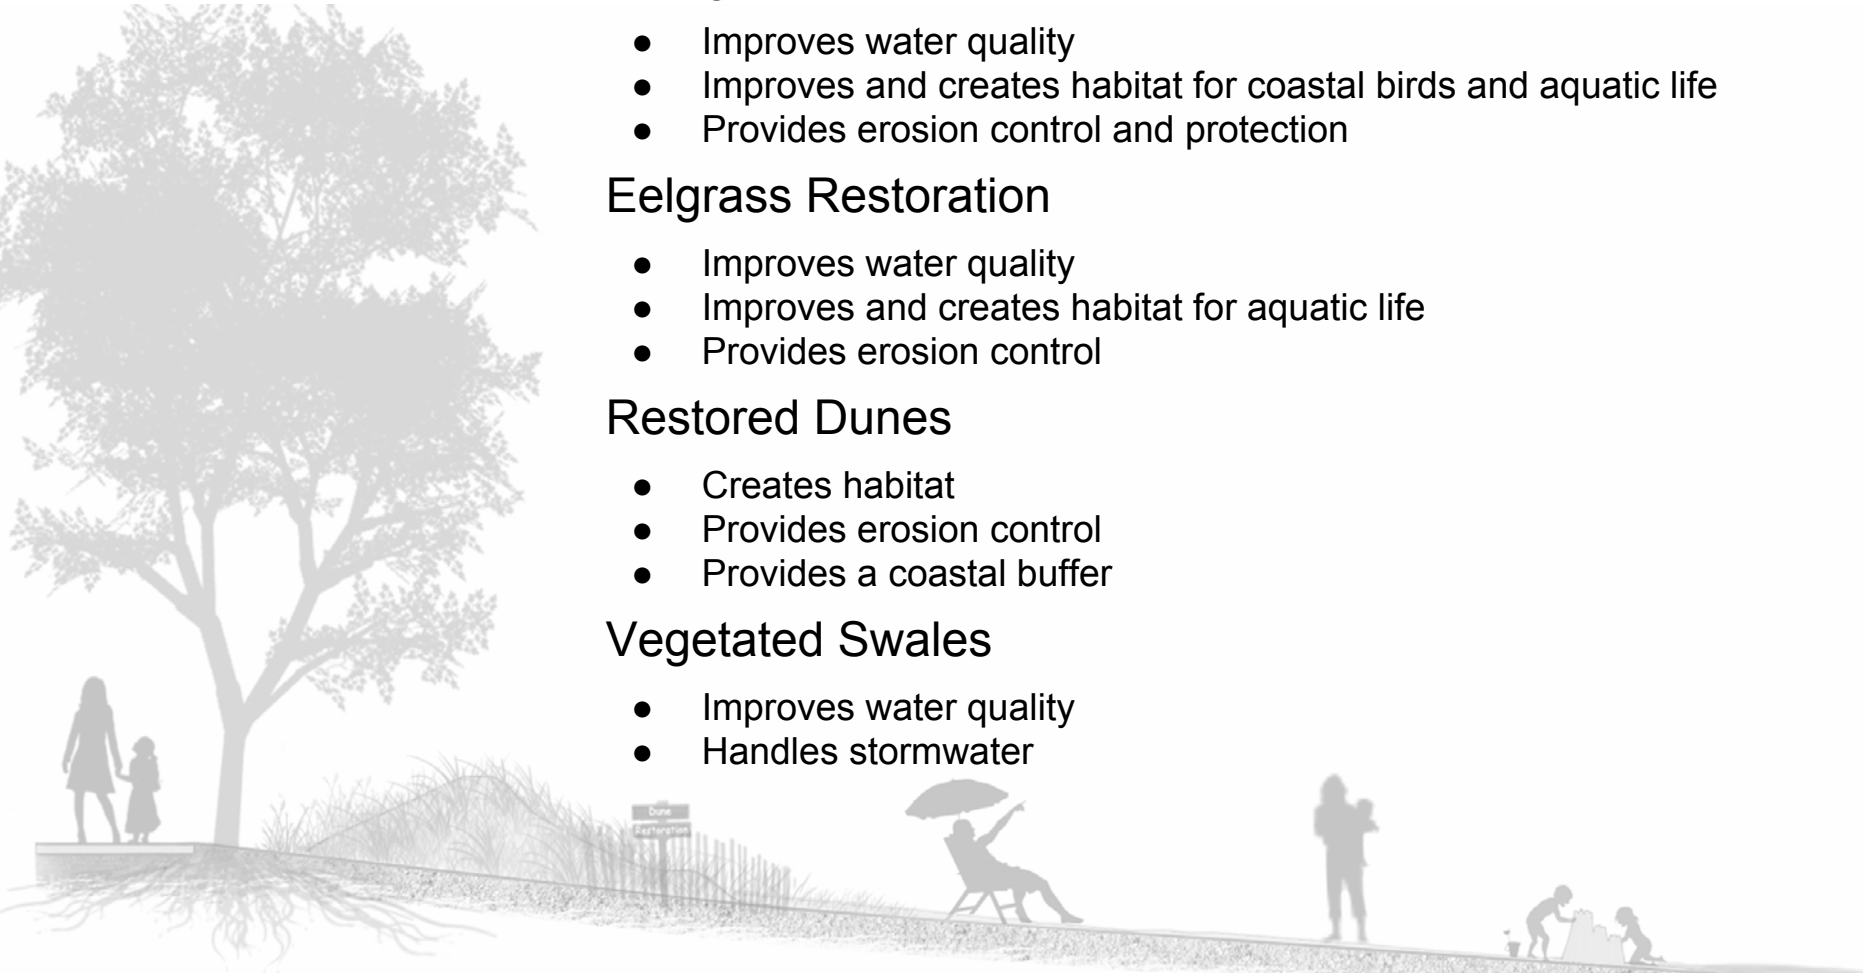 ● Improves water quality
● Improves and creates habitat for coastal birds and aquatic life
● Provides erosion control and protection
Eelgrass Restoration
● Improves water quality
● Improves and creates habitat for aquatic life
● Provides erosion control
Restored Dunes
● Creates habitat
● Provides erosion control
● Provides a coastal buffer
Vegetated Swales
● Improves water quality
● Handles stormwater
Dune
Restoration